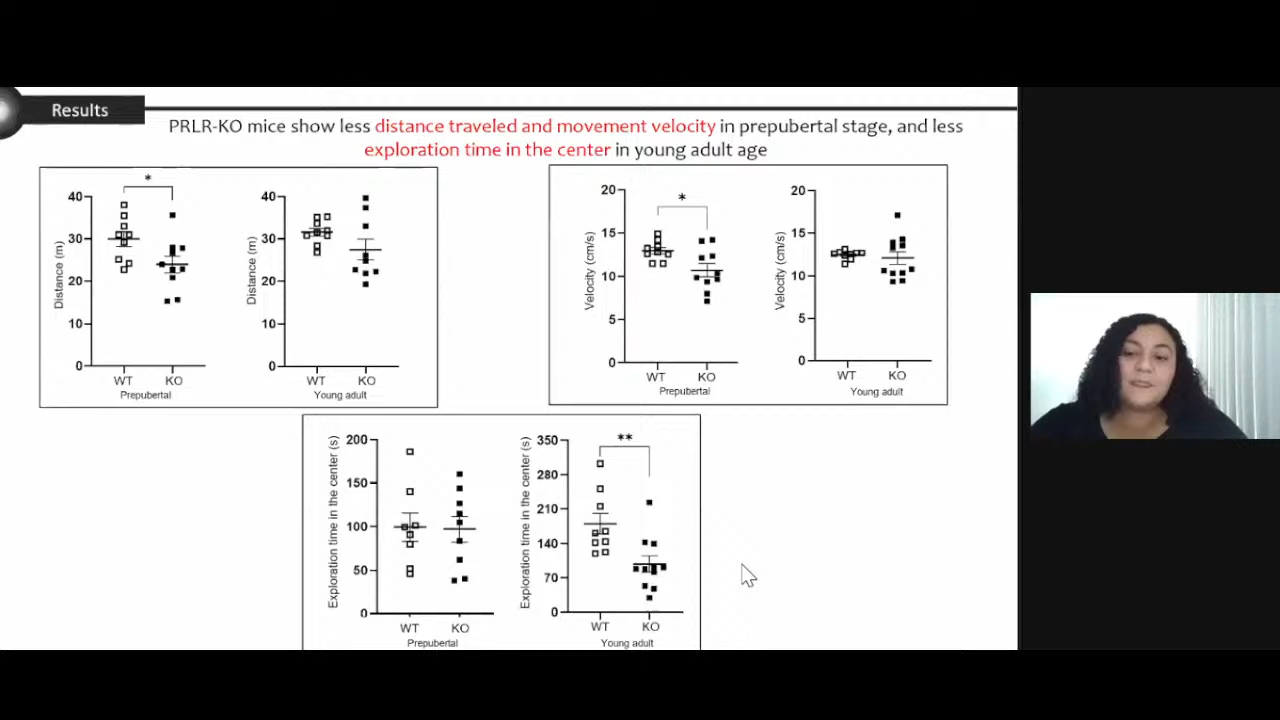 Results
PRLR-KO mice show less distance traveled and movement velocity in prepubertal stage, and less
exploration time in the center in young adult age
*
40
30
20
10
0
Distance (m)
WT KO
Prepubertal
40
30
20
10
0
Distance (m)
WT KO
Young adult
*
20
15
10
5
0
Velocity (cm/s)
WT KO
Prepubertal
20
15
10
5
0
Velocity (cm/s)
WT KO
Young adult
200
150
100
50
0
Exploration time in the center (s)
WT KO
Prepubertal
**
350
280
210
140
70
0
Exploration time in the center (s)
WT KO
Young adult